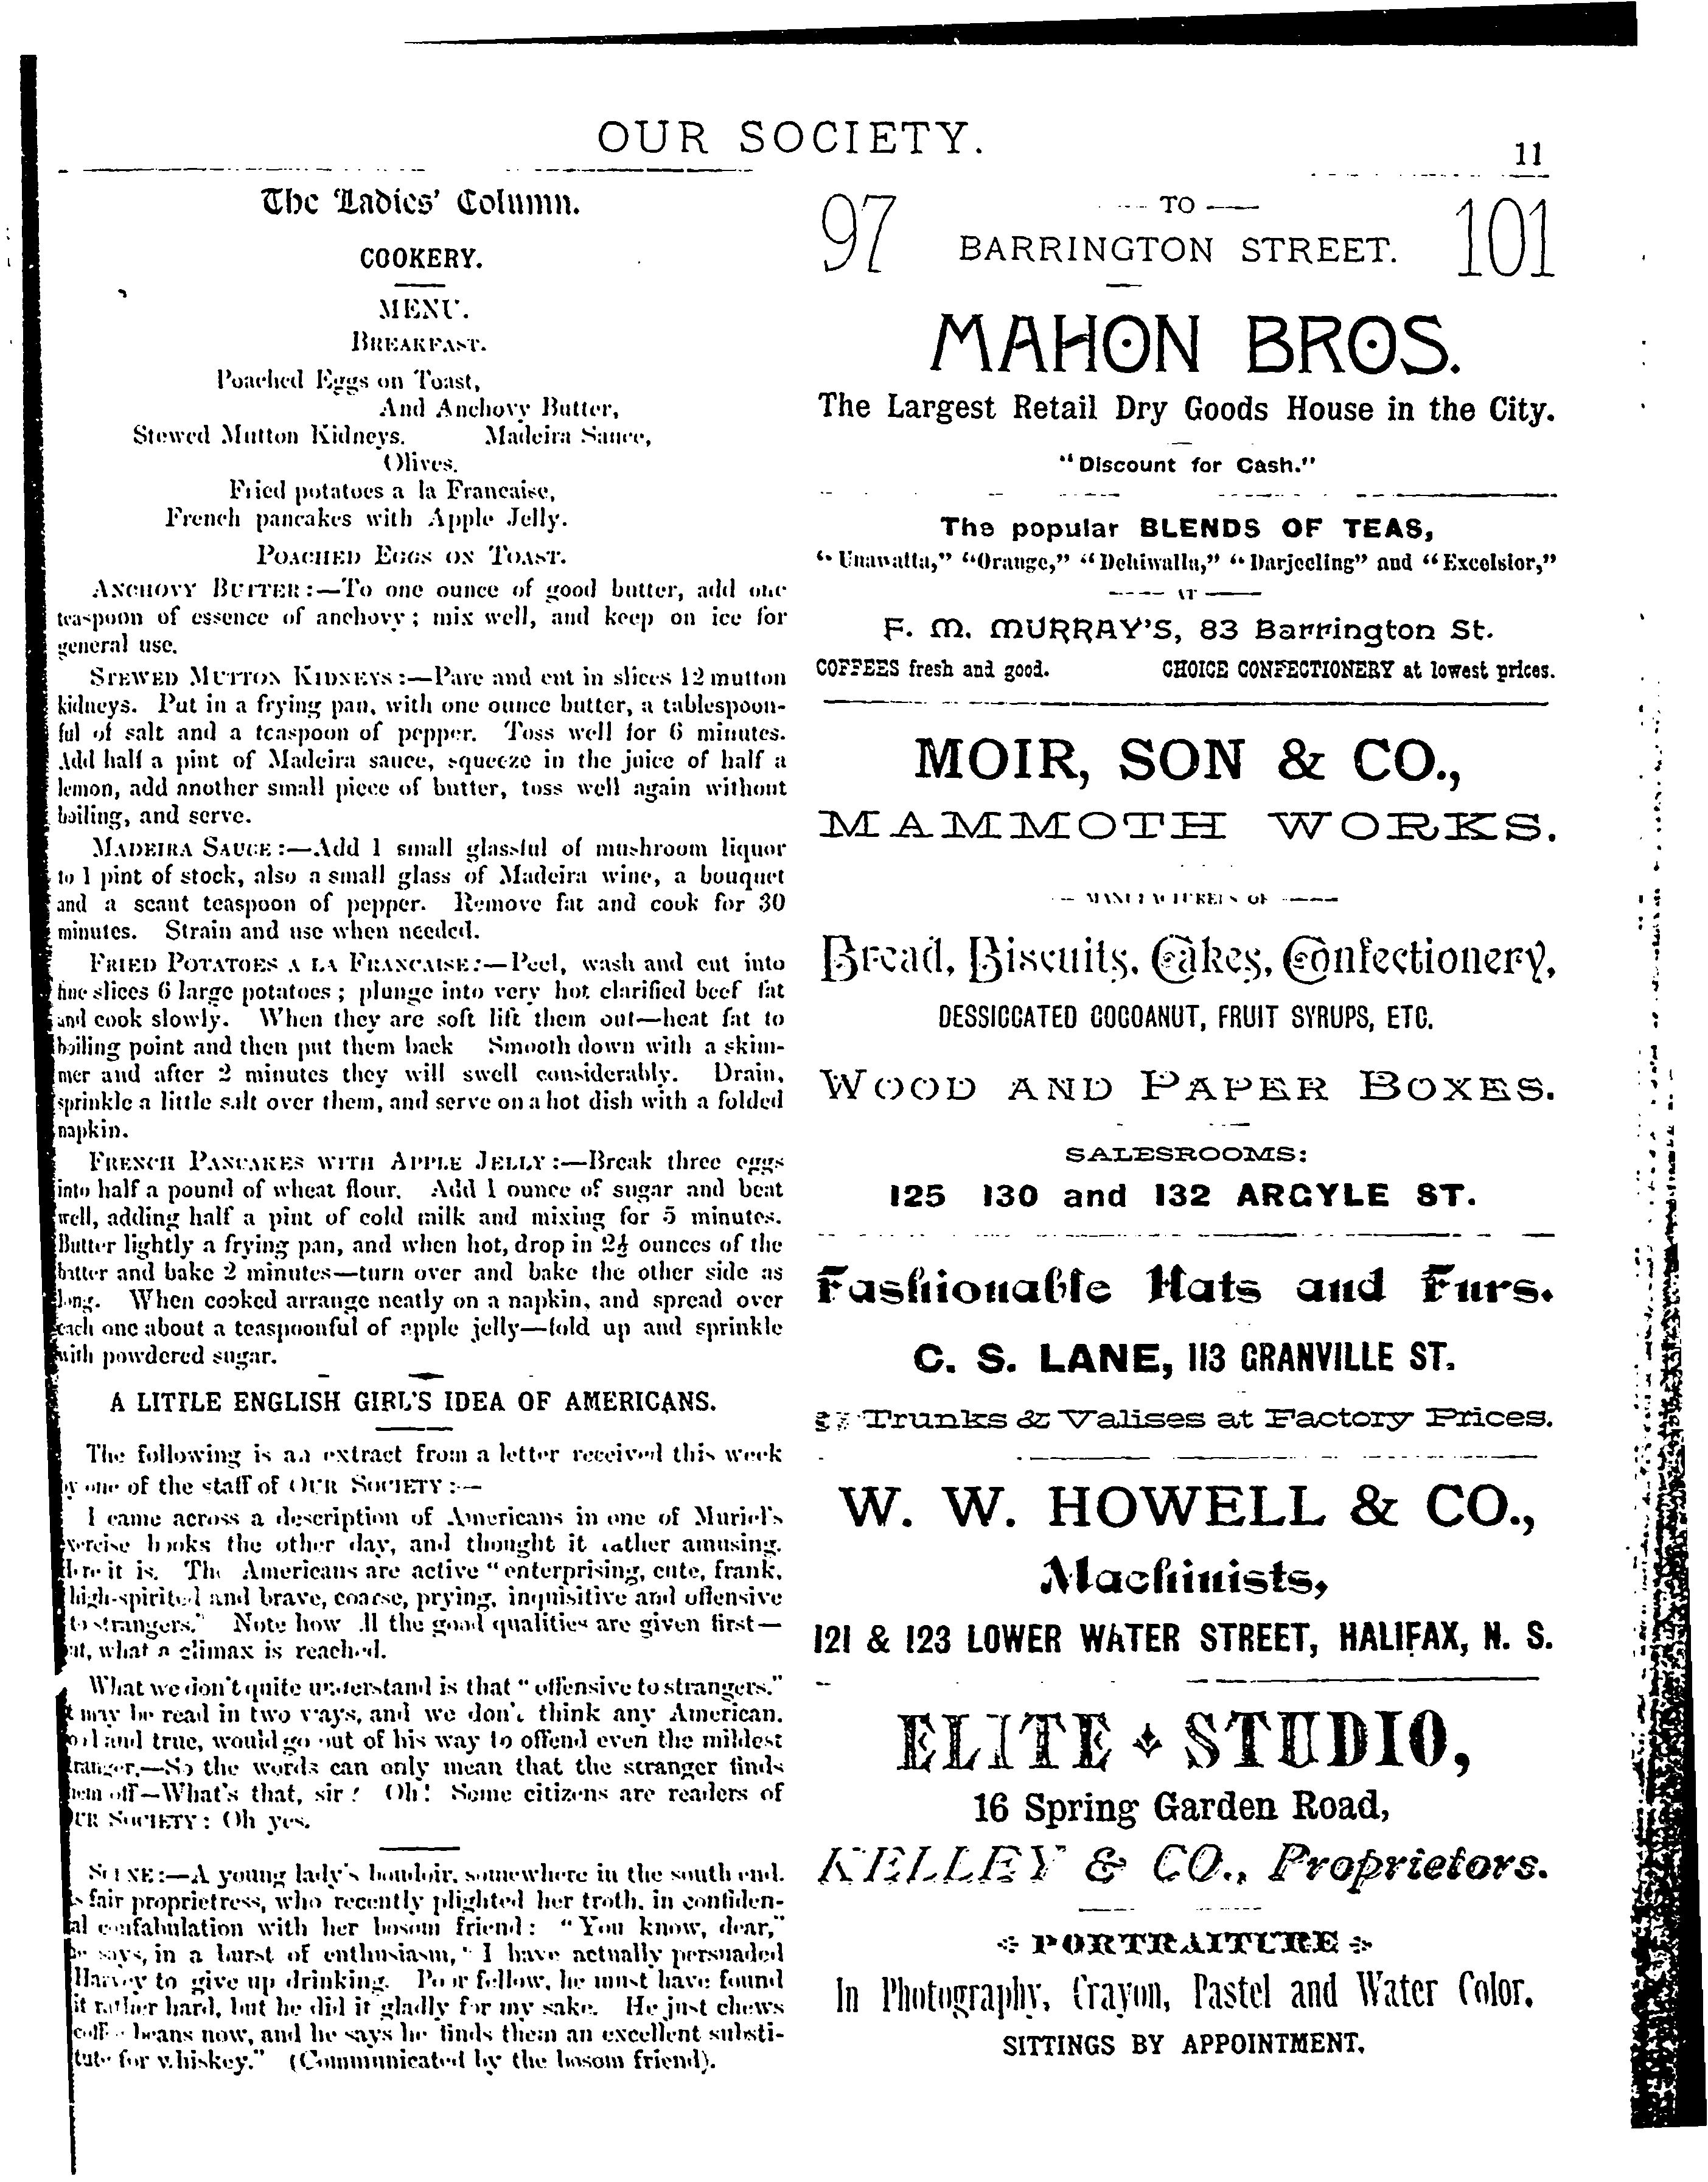 OUR SOCIETY.
11
The Ladies' Column.
COOKERY.
MENU.
BREAKFAST.
Poached Eggs on Toast,
And Anchovy Butter,
Stewed Mutton Kidneys. Madeira Sauce,
Olives.
Fried potatoes a la Francaise,
French pancakes with Apple Jelly.
POACHED EGGS ON TOAST.
ANCHOVY BUTTER:—To one ounce of good butter, add one
teaspoon of essence of anchovy; mix well, and keep on ice for
general use.
STEWED MUTTON KIDNEYS:—Pare and cut in slices 12 mutton
kidneys. Put in a frying pan, with one ounce butter, a tablespoon-
ful of salt and a teaspoon of pepper. Toss well for 6 minutes.
Add half a pint of Madeira sauce, squeeze in the juice of half a
lemon, add another small piece of butter, toss well again without
boiling, and serve.
MADEIRA SAUCE:—Add 1 small glassful of mushroom liquor
to 1 pint of stock, also a small glass of Madeira wine, a bouquet
and a scant teaspoon of pepper. Remove fat and cook for 30
minutes. Strain and use when needed.
FRIED POTATOES A LA FRANCAISE:—Peel, wash and cut into
fine slices 6 large potatoes; plunge into very hot clarified beef fat
and cook slowly. When they are soft lift them out—heat fat to
boiling point and then put them back Smooth down with a skim-
mer and after 2 minutes they will swell considerably. Drain,
sprinkle a little salt over them, and serve on a hot dish with a folded
napkin.
FRENCH PANCAKES WITH APPLE JELLY:—Break three eggs
into half a pound of wheat flour. Add 1 ounce of sugar and beat
well, adding half a pint of cold milk and mixing for 5 minutes.
Butter lightly a frying pan, and when hot, drop in 2½ ounces of the
batter and bake 2 minutes—turn over and bake the other side as
long. When cooked arrange neatly on a napkin, and spread over
each one about a teaspoonful of apple jelly—fold up and sprinkle
with powdered sugar.
A LITTLE ENGLISH GIRL'S IDEA OF AMERICANS.
The following is an extract from a letter received this week
by one of the staff of OUR SOCIETY:—
I came across a description of Americans in one of Muriel's
exercise books the other day, and thought it rather amusing.
Here it is. The Americans are active "enterprising, cute, frank,
high-spirited and brave, coarse, prying, inquisitive and offensive
to strangers." Note how all the good qualities are given first—
but, what a climax is reached.
What we don't quite understand is that "offensive to strangers."
It may be read in two ways, and we don't think any American,
and true, would go out of his way to offend even the mildest
stranger.—So the words can only mean that the stranger finds
them off—What's that, sir? Oh! Some citizens are readers of
OUR SOCIETY: Oh yes.
SCENE:—A young lady's boudoir, somewhere in the south end.
Its fair proprietress, who recently plighted her troth, in confiden-
tial confabulation with her bosom friend: "You know, dear,"
she says, in a burst of enthusiasm, "I have actually persuaded
Harvey to give up drinking. Poor fellow, he must have found
it rather hard, but he did it gladly for my sake. He just chews
coffee beans now, and he says he finds them an excellent substi-
tute for whiskey." (Communicated by the bosom friend).
97 TO 101
BARRINGTON STREET.
MAHON BROS.
The Largest Retail Dry Goods House in the City.
"Discount for Cash."
The popular BLENDS OF TEAS,
"Unawatta," "Orange," "Dehiwalla," "Darjeeling" and "Excelsior,"
AT
F. M. MURRAY'S, 83 Barrington St.
COFFEES fresh and good. CHOICE CONFECTIONERY at lowest prices.
MOIR, SON & CO.,
MAMMOTH WORKS.
MANUFACTURERS OF
Bread, Biscuits, Cakes, Confectionery,
DESSICCATED COCOANUT, FRUIT SYRUPS, ETC.
WOOD AND PAPER BOXES.
SALESROOMS:
125 130 and 132 ARGYLE ST.
Fashionable Hats and Furs.
C. S. LANE, 113 GRANVILLE ST.
Trunks & Valises at Factory Prices.
W. W. HOWELL & CO.,
Machinists,
121 & 123 LOWER WATER STREET, HALIFAX, N. S.
ELITE STUDIO,
16 Spring Garden Road,
KELLEY & CO., Proprietors.
PORTRAITURE
In Photography, Crayon, Pastel and Water Color.
SITTINGS BY APPOINTMENT.